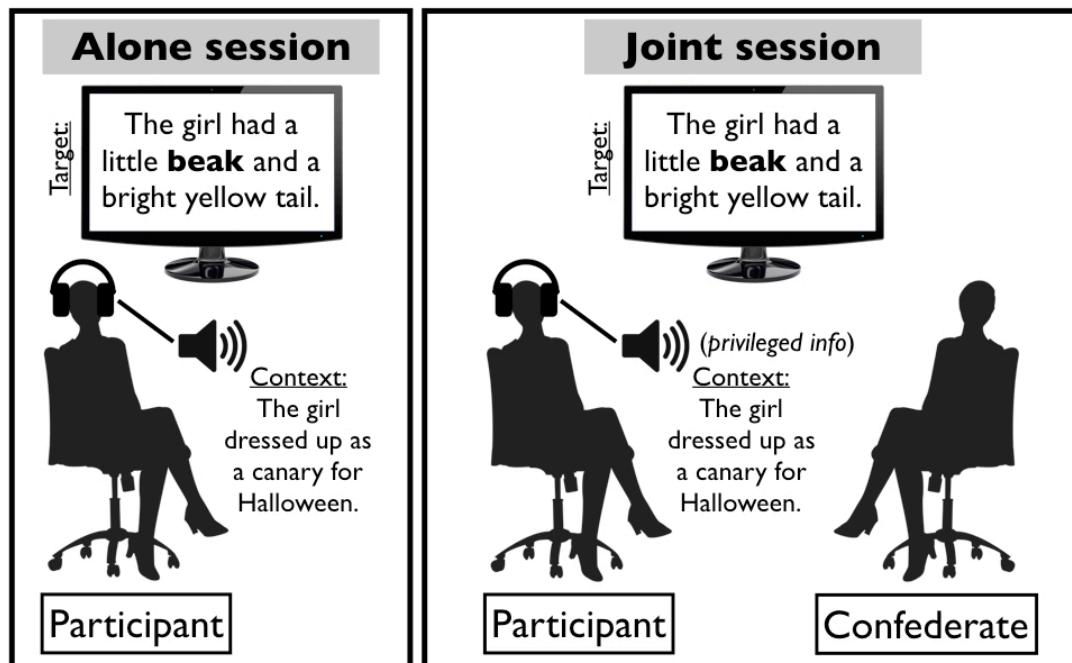 Alone session
Target:
The girl had a
little beak and a
bright yellow tail.
Context:
The girl
dressed up as
a canary for
Halloween.
Participant
Joint session
Target:
The girl had a
little beak and a
bright yellow tail.
(privileged info)
Context:
The girl
dressed up as
a canary for
Halloween.
Participant
Confederate